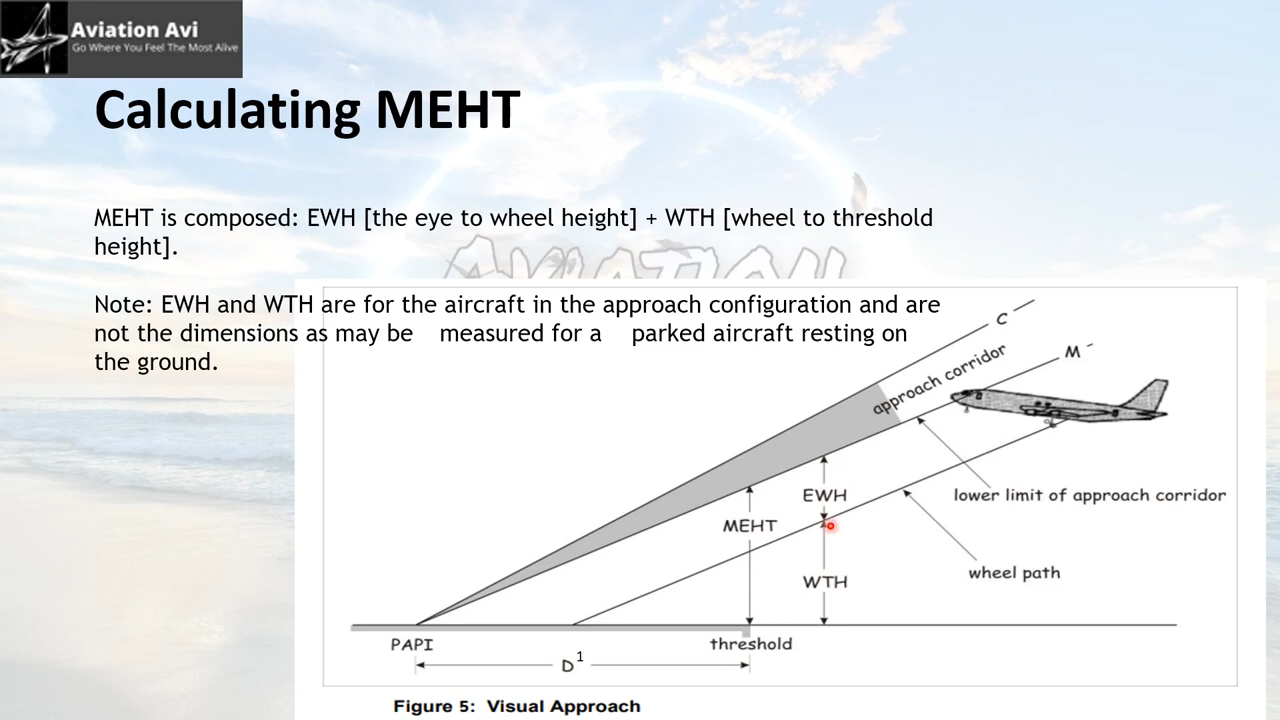 Aviation Avi
Go Where You Feel The Most Alive
Calculating MEHT
MEHT is composed: EWH [the eye to wheel height] + WTH [wheel to threshold
height].
AVIATION
Note: EWH and WTH are for the aircraft in the approach configuration and are
not the dimensions as may be measured for a parked aircraft resting on
the ground.
C
M
approach corridor
EWH
lower limit of approach corridor
MEHT
wheel path
WTH
PAPI
threshold
D1
Figure 5: Visual Approach